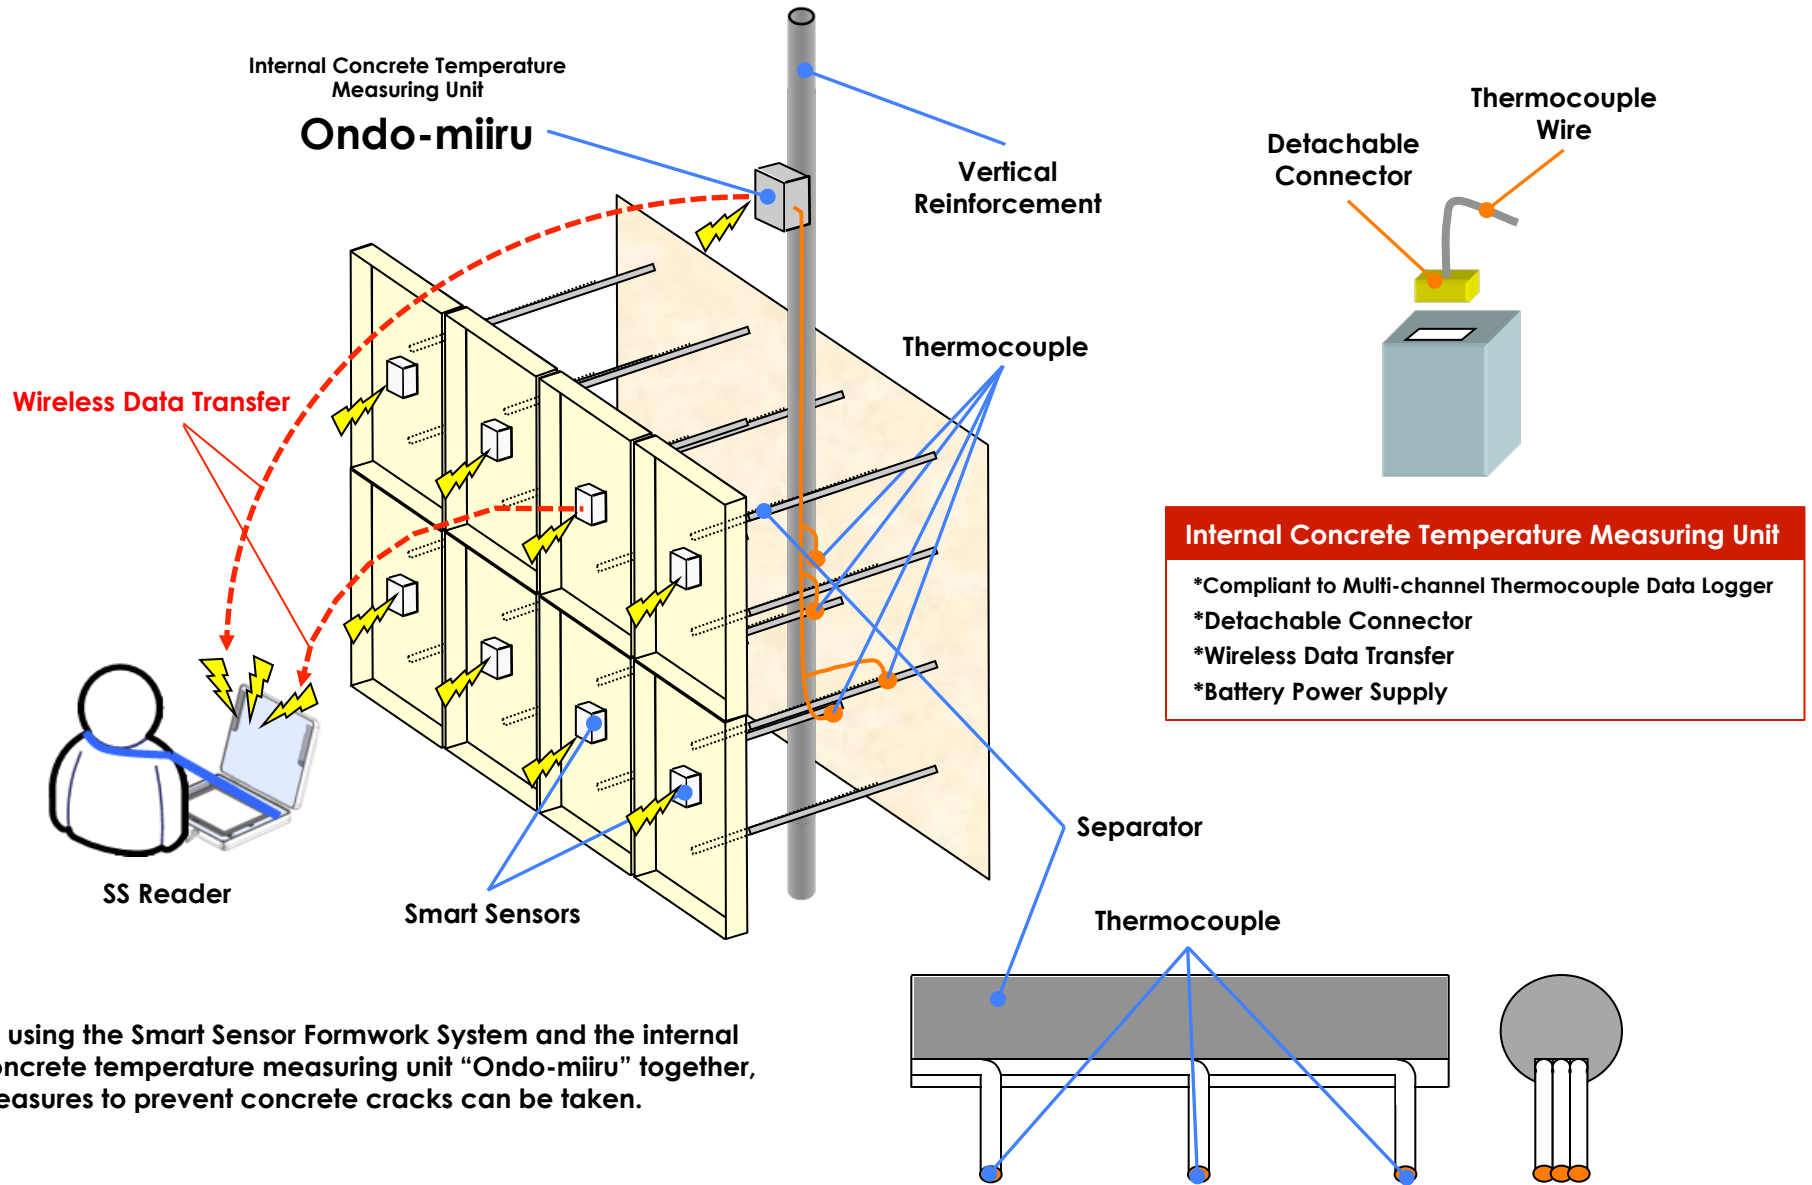 Internal Concrete Temperature
Measuring Unit
Ondo-miiru
Vertical
Reinforcement
Thermocouple
Wire
Detachable
Connector
Thermocouple
Wireless Data Transfer
Internal Concrete Temperature Measuring Unit
*Compliant to Multi-channel Thermocouple Data Logger
*Detachable Connector
*Wireless Data Transfer
*Battery Power Supply
Separator
SS Reader
Smart Sensors
Thermocouple
using the Smart Sensor Formwork System and the internal
oncrete temperature measuring unit “Ondo-miiru” together,
easures to prevent concrete cracks can be taken.